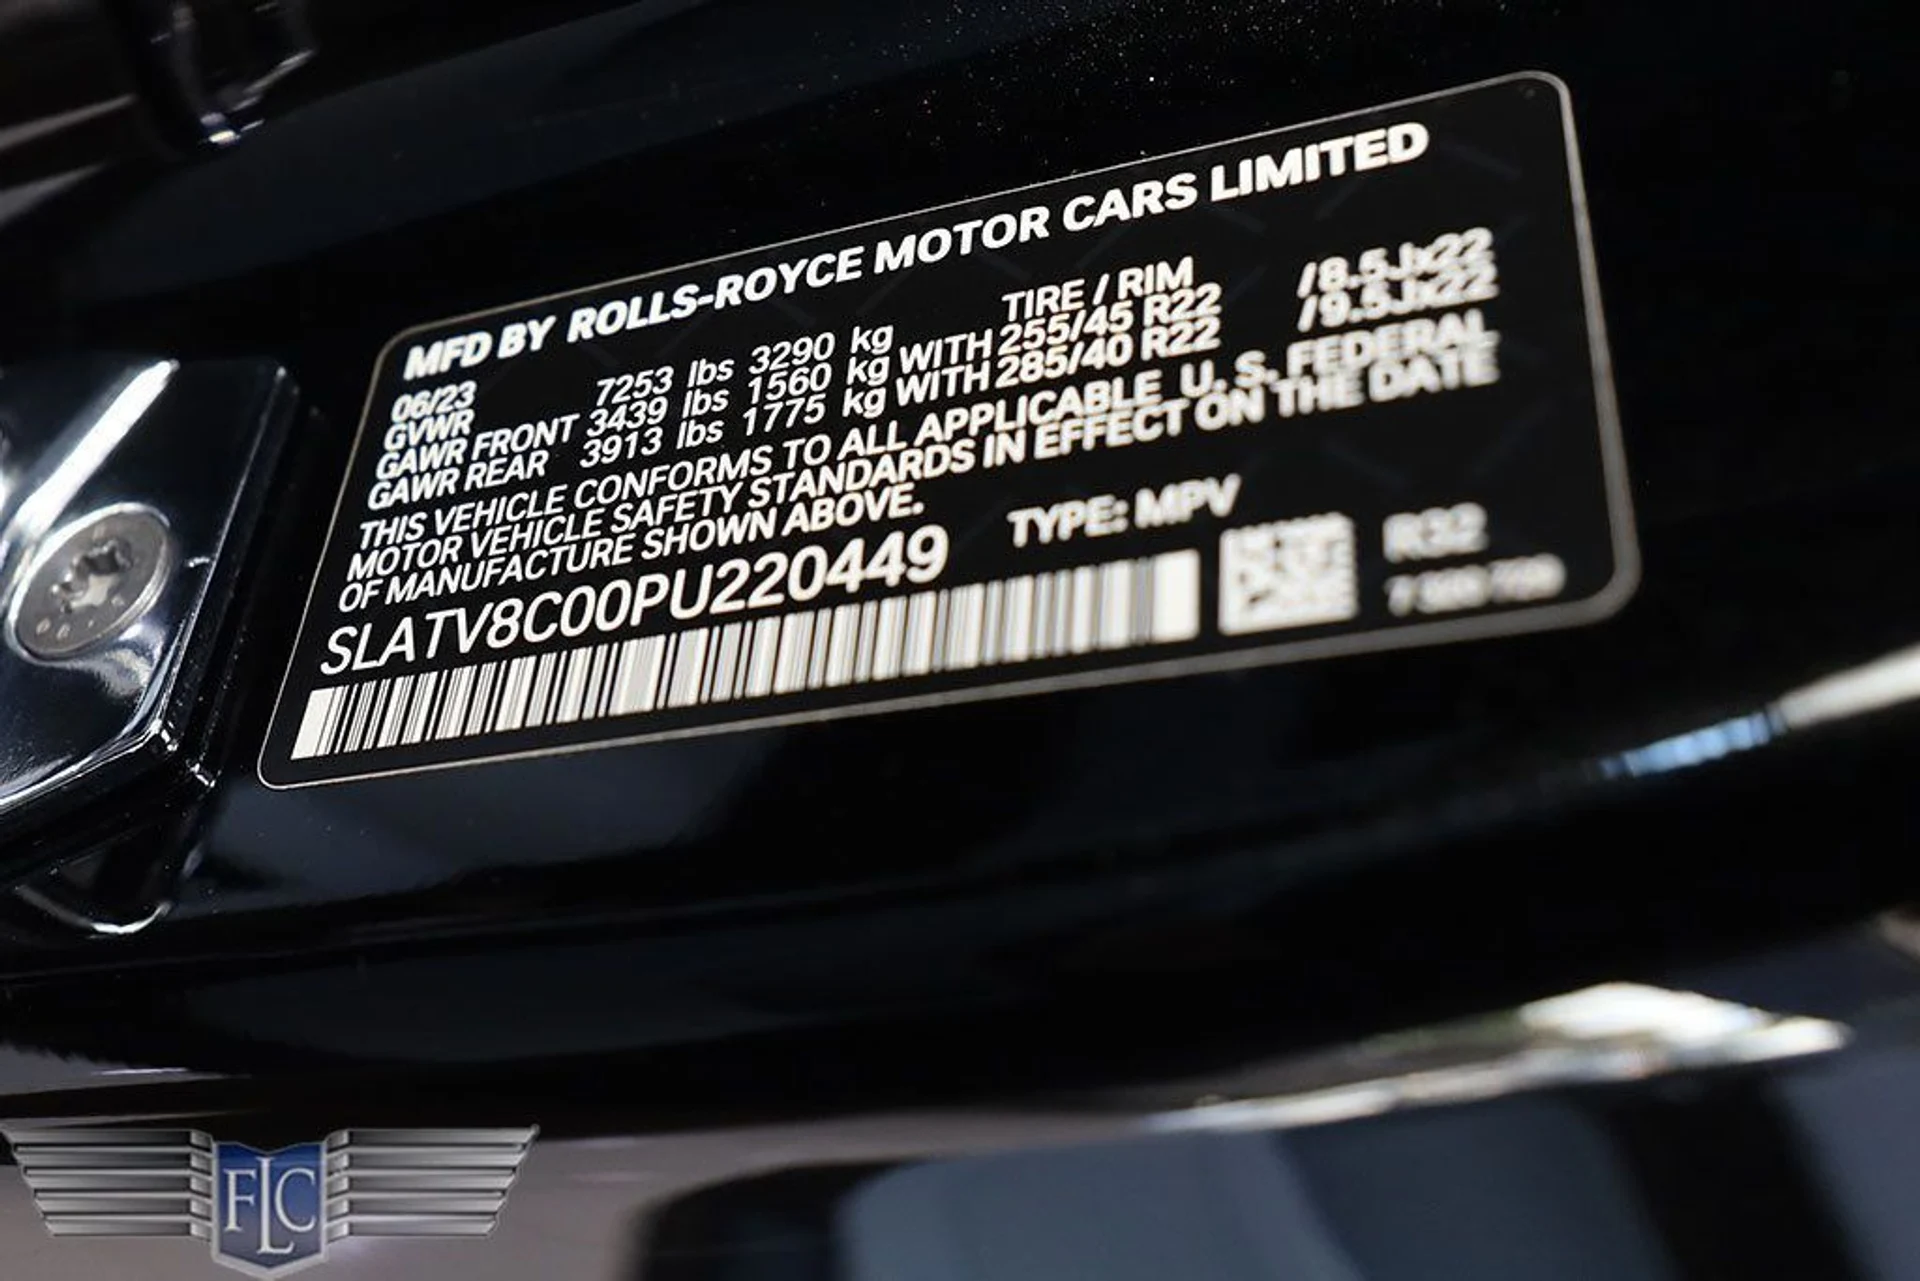 MFD BY ROLLS-ROYCE MOTOR CARS LIMITED
06/23 TIRE / RIM
GVWR 7253 lbs 3290 kg
GAWR FRONT 3439 lbs 1560 kg WITH 255/45 R22 /8.5Jx22
GAWR REAR 3913 lbs 1775 kg WITH 285/40 R22 /9.5Jx22
THIS VEHICLE CONFORMS TO ALL APPLICABLE U. S. FEDERAL
MOTOR VEHICLE SAFETY STANDARDS IN EFFECT ON THE DATE
OF MANUFACTURE SHOWN ABOVE.
SLATV8C00PU220449 TYPE: MPV
R32
FLC